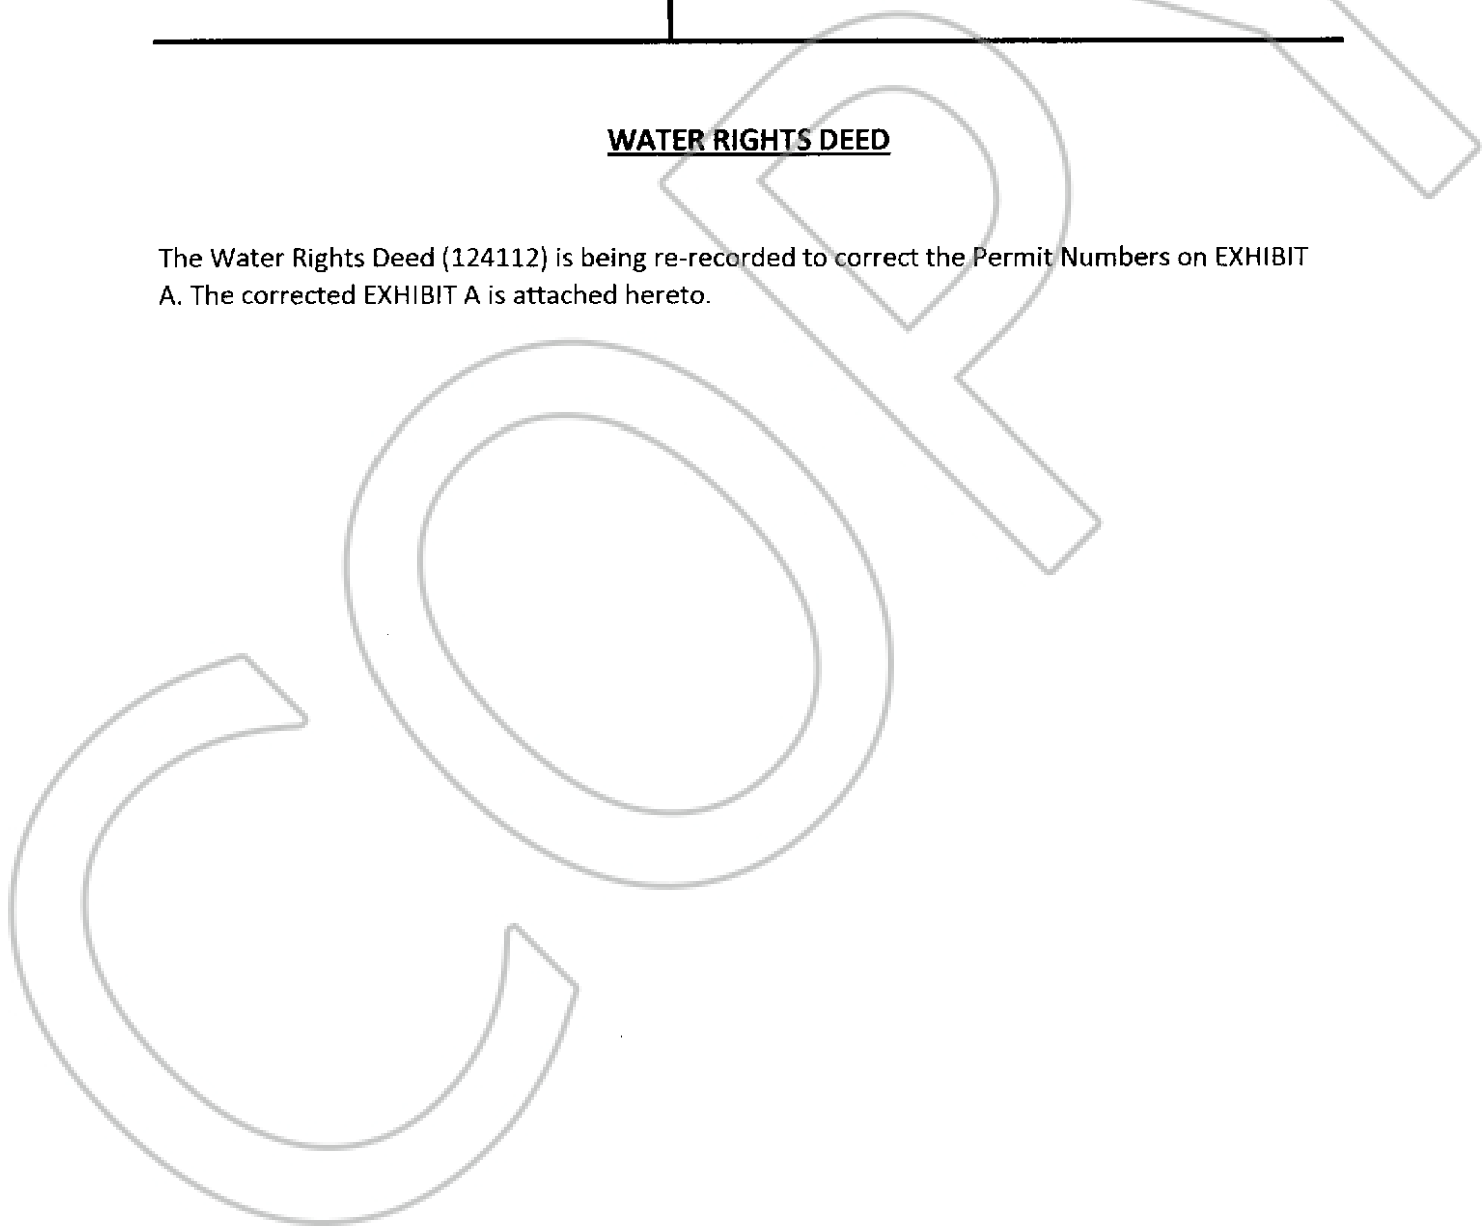 WATER RIGHTS DEED
The Water Rights Deed (124112) is being re-recorded to correct the Permit Numbers on EXHIBIT
A. The corrected EXHIBIT A is attached hereto.
COPY